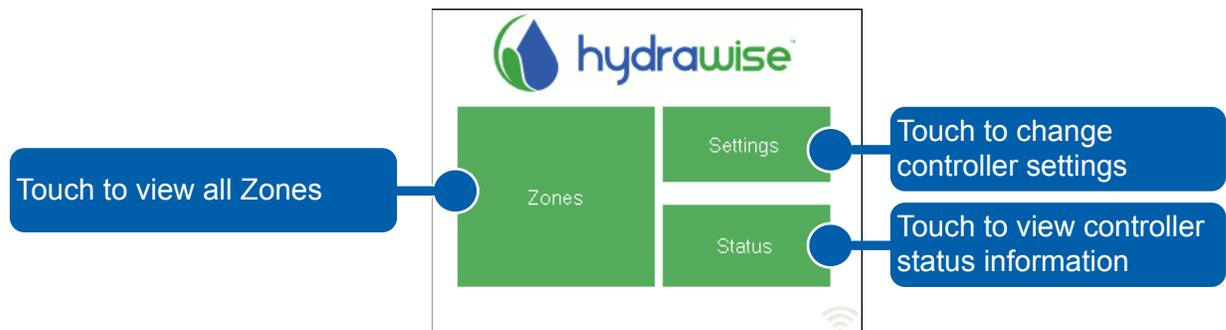 hydrawise™
Touch to view all Zones
Zones
Settings
Touch to change
controller settings
Status
Touch to view controller
status information